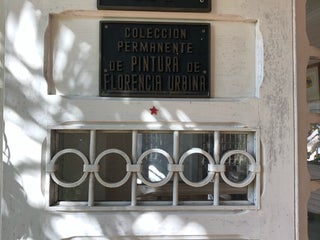 COLECCION
PERMANENTE
DE PINTURA DE
FLORENCIA URBINA